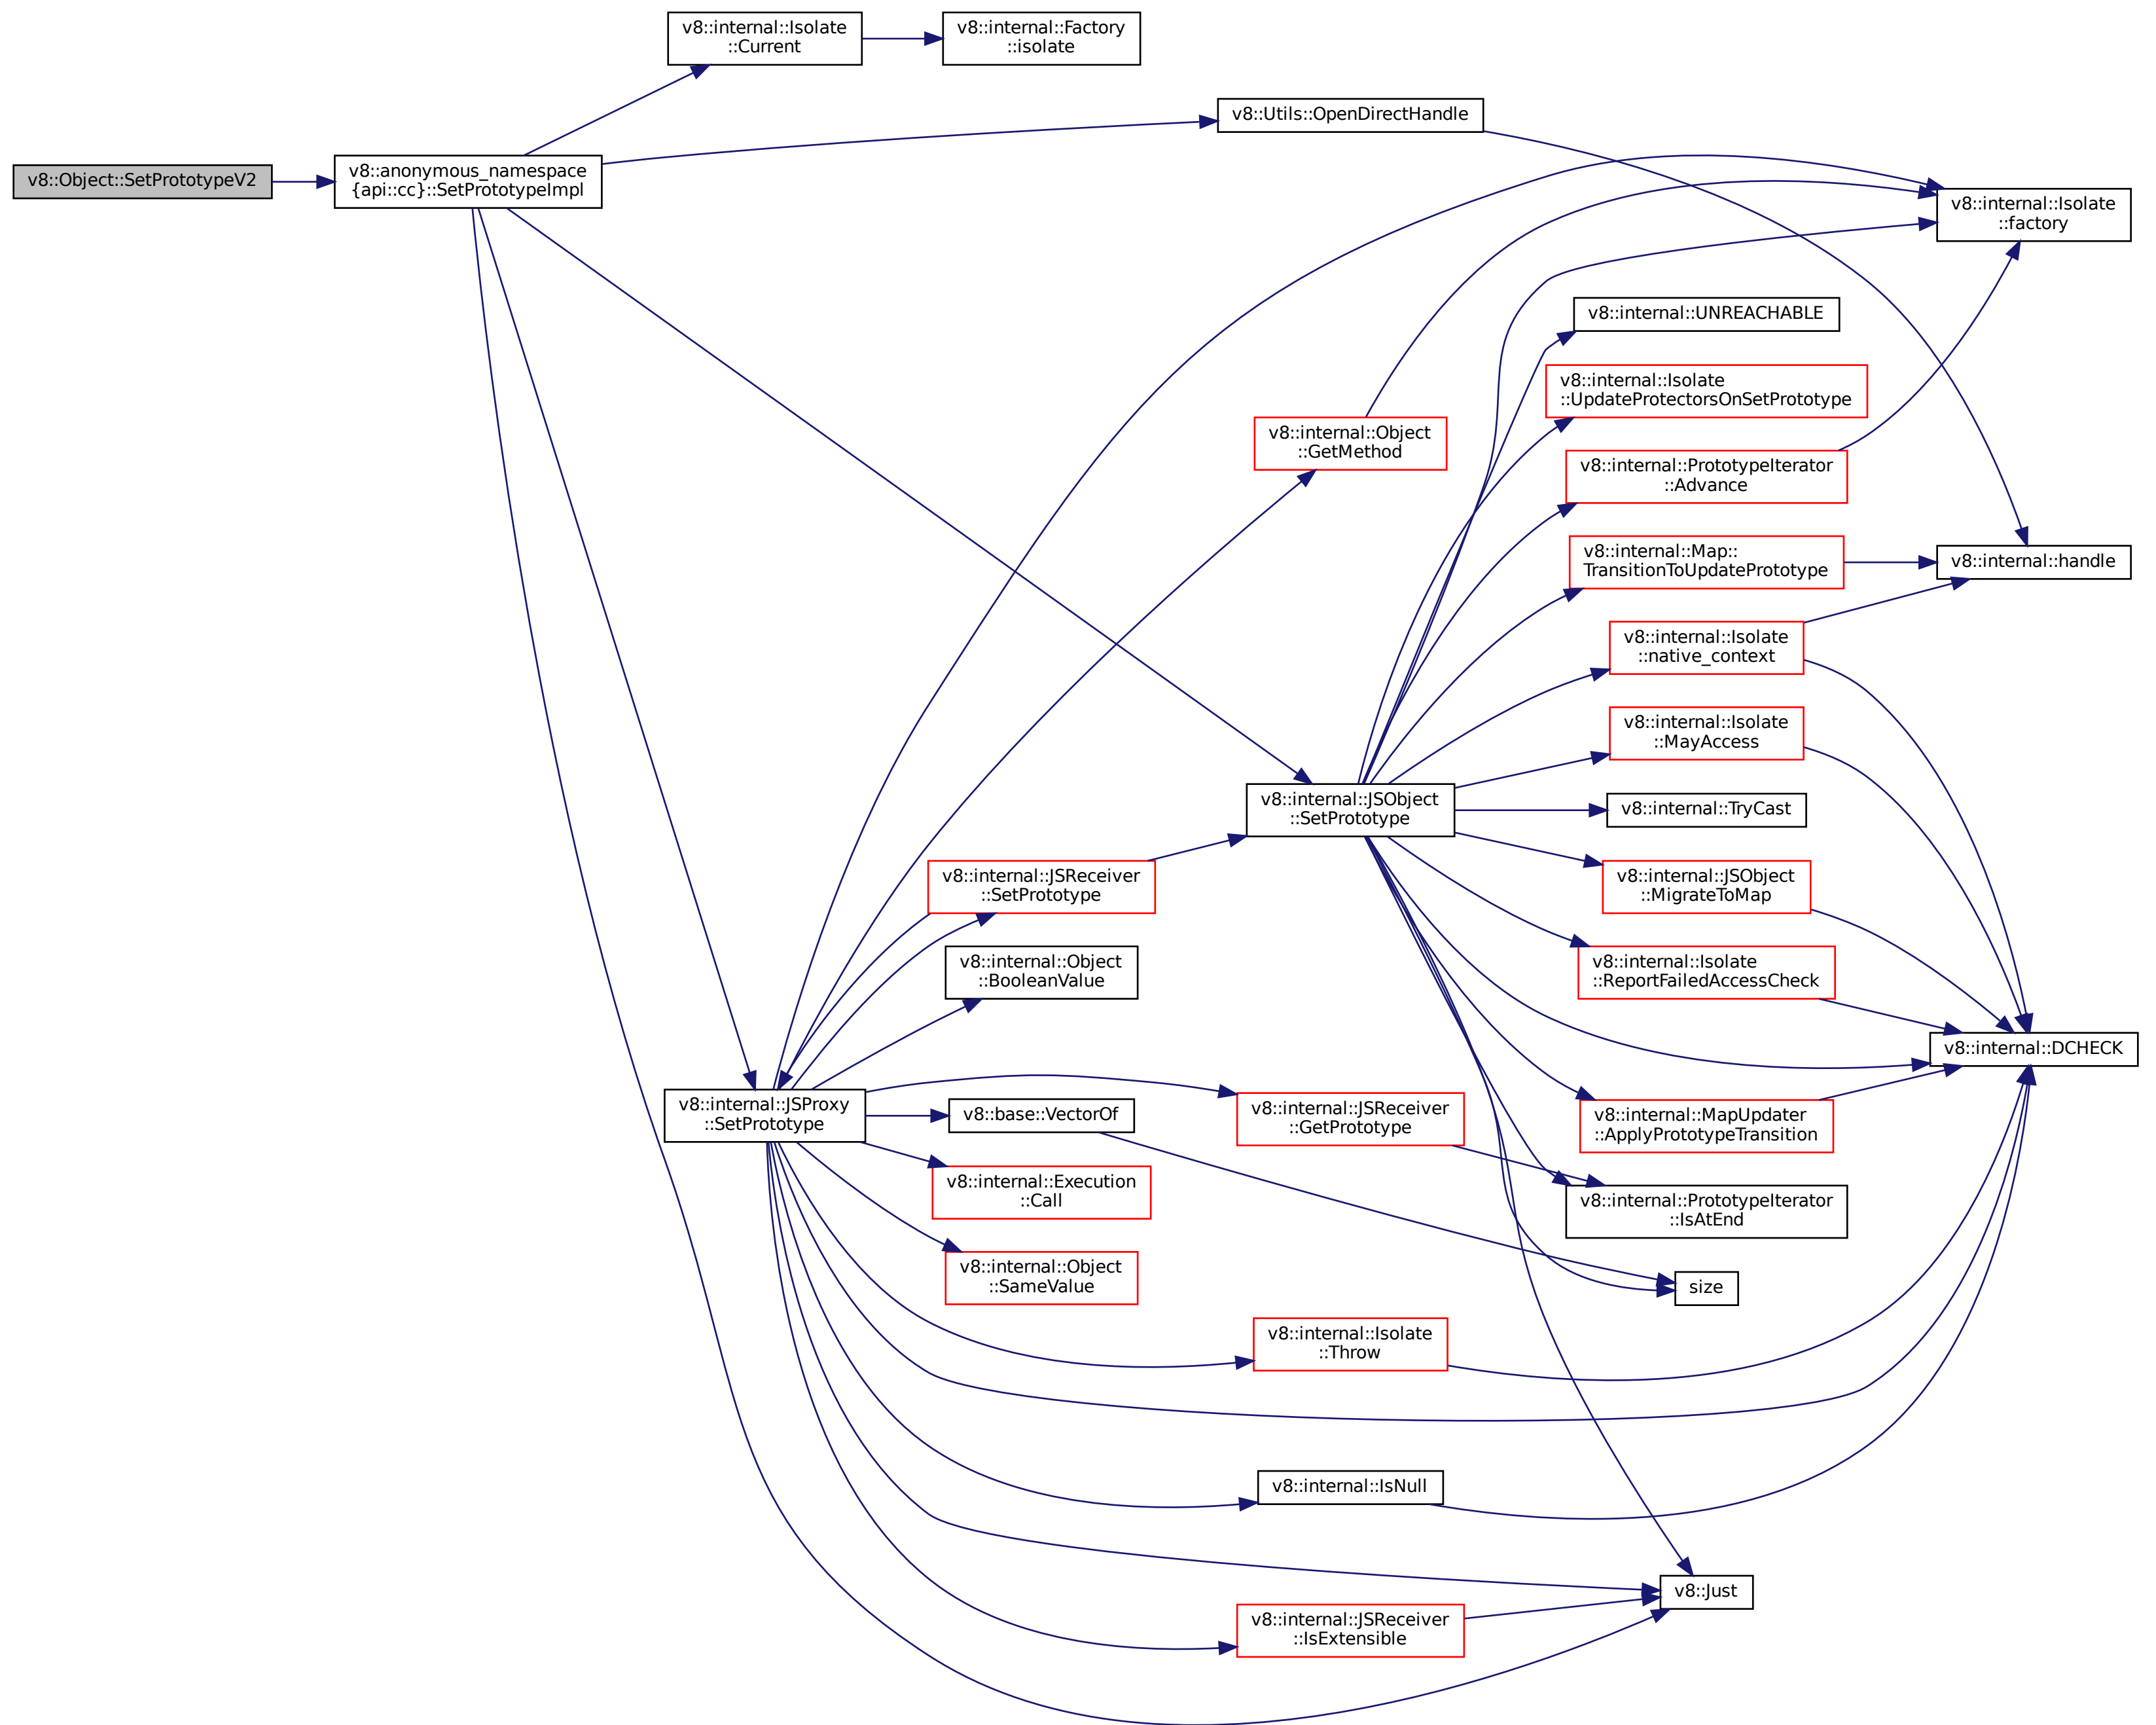 v8::internal::Isolate
::Current
v8::internal::Factory
::isolate
v8::Utils::OpenDirectHandle
v8::Object::SetPrototypeV2
v8::anonymous_namespace
{api::cc}::SetPrototypeImpl
v8::internal::Isolate
::factory
v8::internal::UNREACHABLE
v8::internal::Isolate
::UpdateProtectorsOnSetPrototype
v8::internal::Object
::GetMethod
v8::internal::PrototypeIterator
::Advance
v8::internal::Map::
TransitionToUpdatePrototype
v8::internal::handle
v8::internal::Isolate
::native_context
v8::internal::Isolate
::MayAccess
v8::internal::JSObject
::SetPrototype
v8::internal::TryCast
v8::internal::JSReceiver
::SetPrototype
v8::internal::JSObject
::MigrateToMap
v8::internal::Object
::BooleanValue
v8::internal::Isolate
::ReportFailedAccessCheck
v8::internal::DCHECK
v8::internal::JSProxy
::SetPrototype
v8::base::VectorOf
v8::internal::JSReceiver
::GetPrototype
v8::internal::MapUpdater
::ApplyPrototypeTransition
v8::internal::Execution
::Call
v8::internal::PrototypeIterator
::IsAtEnd
v8::internal::Object
::SameValue
size
v8::internal::Isolate
::Throw
v8::internal::IsNull
v8::Just
v8::internal::JSReceiver
::IsExtensible